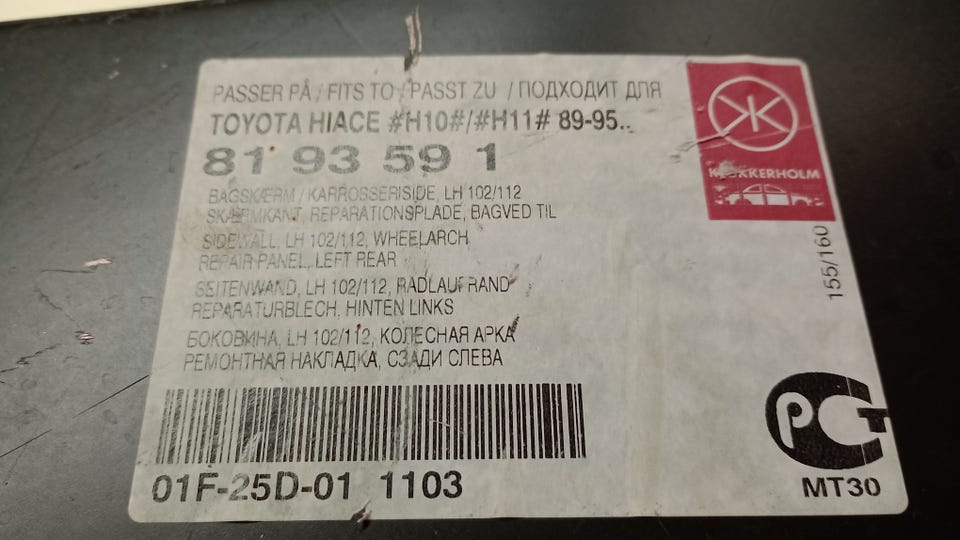 PASSER PÅ / FITS TO / PASST ZU / ПОДХОДИТ ДЛЯ
TOYOTA HIACE #H10#/#H11# 89-95..
81 93 59 1
BAGSKÆRM / KARROSSERISIDE, LH 102/112
SKÆRMKANT, REPARATIONSPLADE, BAGVED TIL
SIDEWALL, LH 102/112, WHEELARCH
REPAIR PANEL, LEFT REAR
SEITENWAND, LH 102/112, RADLAUFRAND
REPARATURBLECH, HINTEN LINKS
БОКОВИНА, LH 102/112, КОЛЕСНАЯ АРКА
РЕМОНТНАЯ НАКЛАДКА, СЗАДИ СЛЕВА
01F-25D-01 1103
KLOKKERHOLM
155/160
PCT
MT30